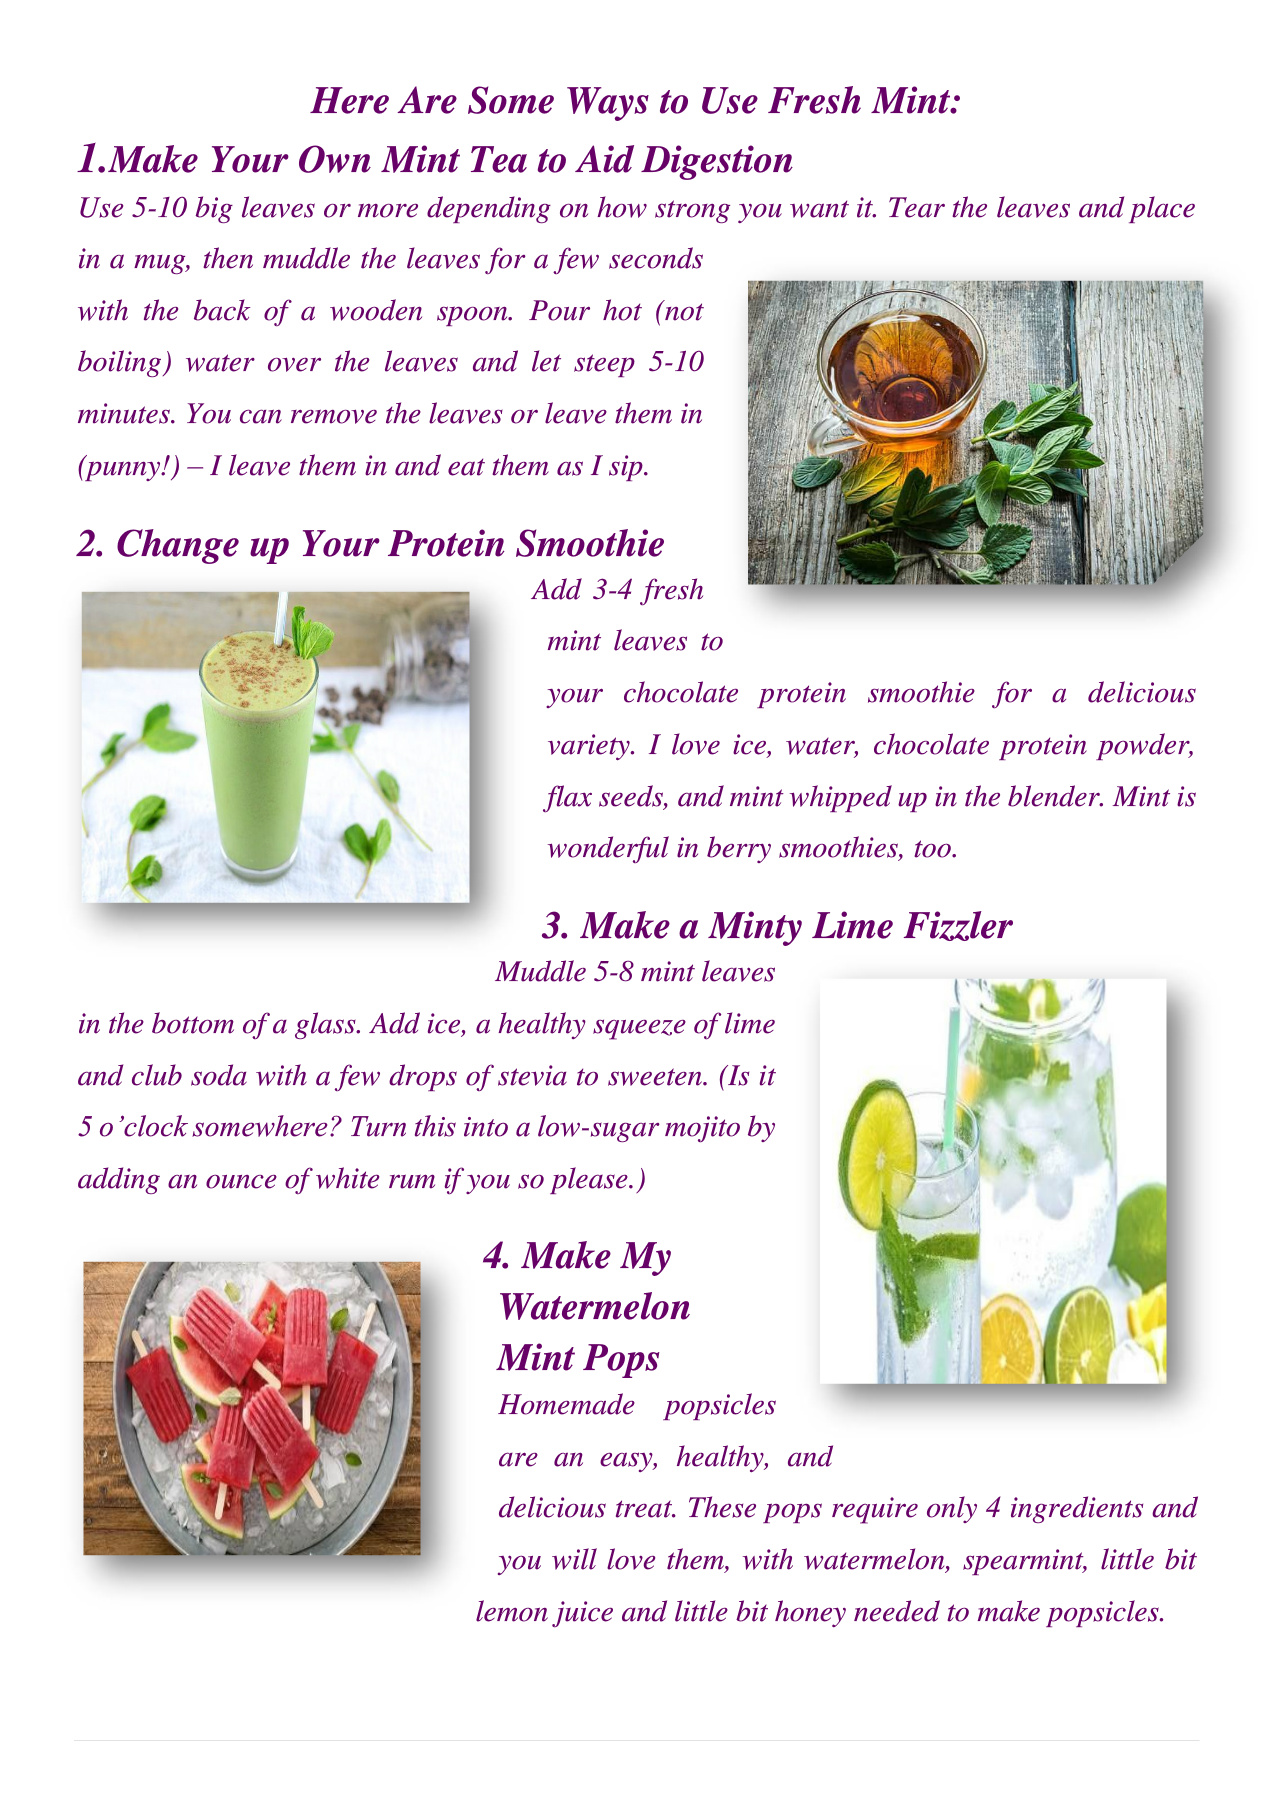 Here Are Some Ways to Use Fresh Mint:
1.Make Your Own Mint Tea to Aid Digestion
Use 5-10 big leaves or more depending on how strong you want it. Tear the leaves and place
in a mug, then muddle the leaves for a few seconds
with the back of a wooden spoon. Pour hot (not
boiling) water over the leaves and let steep 5-10
minutes. You can remove the leaves or leave them in
(punny!) – I leave them in and eat them as I sip.
2. Change up Your Protein Smoothie
Add 3-4 fresh
mint leaves to
your chocolate protein smoothie for a delicious
variety. I love ice, water, chocolate protein powder,
flax seeds, and mint whipped up in the blender. Mint is
wonderful in berry smoothies, too.
3. Make a Minty Lime Fizzler
Muddle 5-8 mint leaves
in the bottom of a glass. Add ice, a healthy squeeze of lime
and club soda with a few drops of stevia to sweeten. (Is it
5 o’clock somewhere? Turn this into a low-sugar mojito by
adding an ounce of white rum if you so please.)
4. Make My
Watermelon
Mint Pops
Homemade popsicles
are an easy, healthy, and
delicious treat. These pops require only 4 ingredients and
you will love them, with watermelon, spearmint, little bit
lemon juice and little bit honey needed to make popsicles.